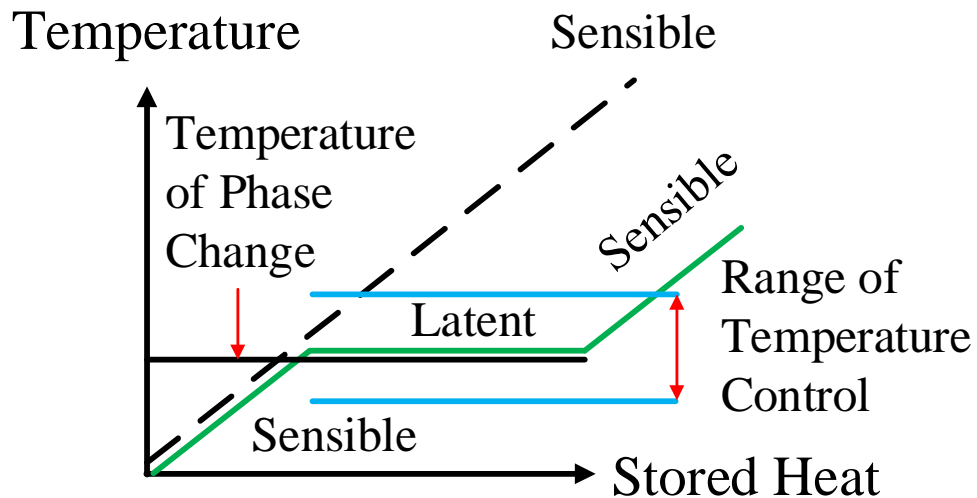 Temperature
Sensible
Temperature
of Phase
Change
Sensible
Range of
Temperature
Control
Latent
Sensible
Stored Heat